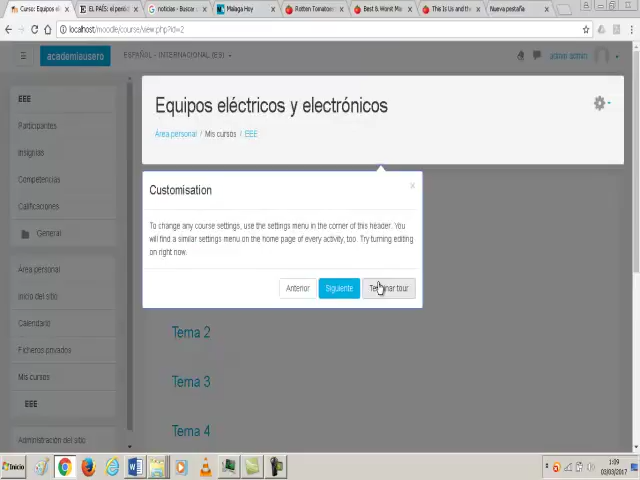 Curso: Equipos el
EL PAÍS: el peri
noticias - Buscar
Malaga Hoy
Rotten Tomatoes
Best & Worst M
This Is Us and th
Nueva pestaña
localhost/moodle/course/view.php?id=2
academiausero
ESPAÑOL - INTERNACIONAL (ES)
admin admin
EEE
Participantes
Insignias
Competencias
Calificaciones
General
Área personal
Inicio del sitio
Calendario
Ficheros privados
Mis cursos
EEE
Administración del sitio
Equipos eléctricos y electrónicos
Área personal / Mis cursos / EEE
Customisation
To change any course settings, use the settings menu in the corner of this header. You
will find a similar settings menu on the home page of every activity, too. Try turning editing
on right now.
Anterior
Siguiente
Terminar tour
Tema 2
Tema 3
Tema 4
Inicio
1:09
03/03/2017